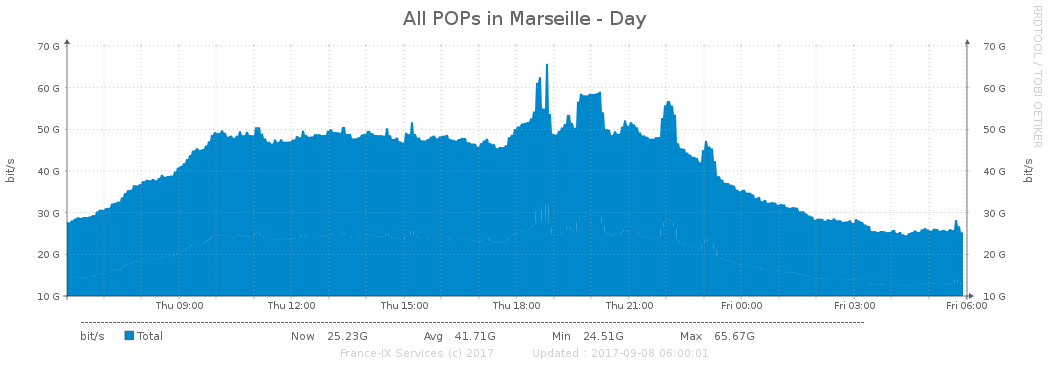 All POPs in Marseille - Day
RRDTOOL / TOBI OETIKER
bit/s
70 G
60 G
50 G
40 G
30 G
20 G
10 G
70 G
60 G
50 G
40 G
30 G
20 G
10 G
bit/s
Thu 09:00 Thu 12:00 Thu 15:00 Thu 18:00 Thu 21:00 Fri 00:00 Fri 03:00 Fri 06:00
bit/s Total Now 25.23G Avg 41.71G Min 24.51G Max 65.67G
France-IX Services (c) 2017 Updated : 2017-09-08 06:00:01